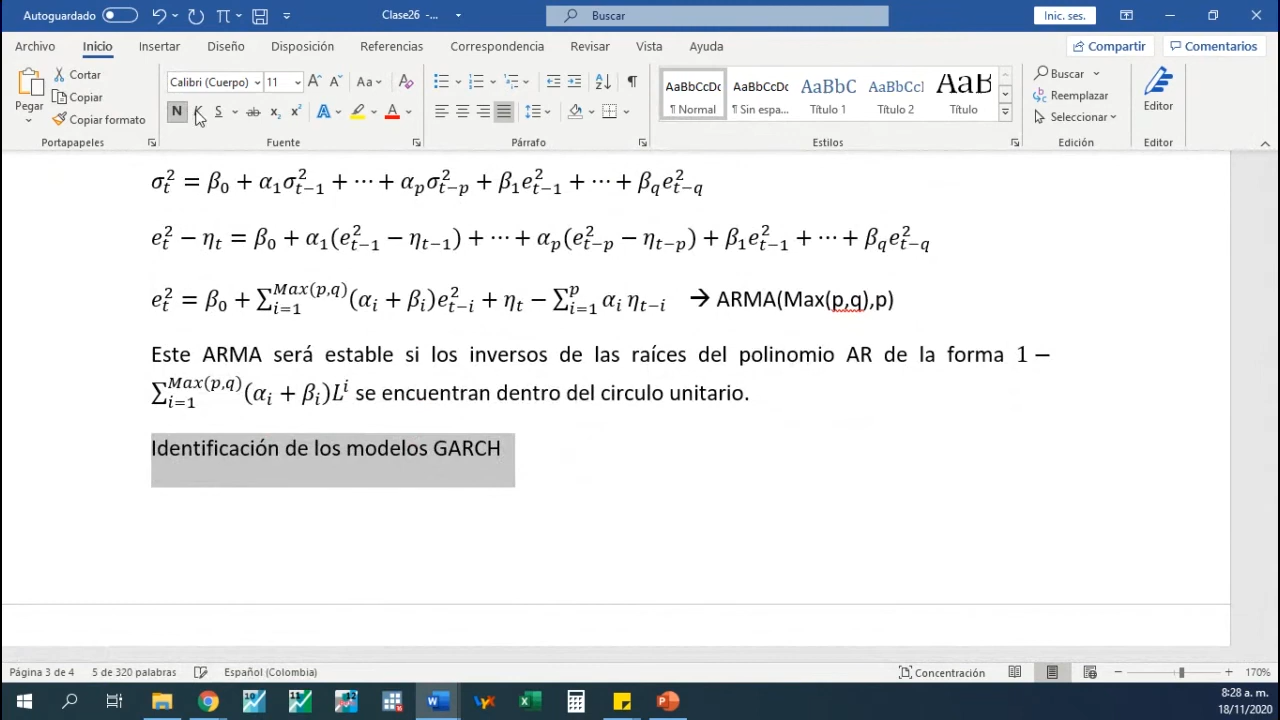 Autoguardado
Clase26 -...
Buscar
Inic. ses.
Archivo Inicio Insertar Diseño Disposición Referencias Correspondencia Revisar Vista Ayuda
Compartir Comentarios
Pegar
Cortar
Copiar
Copiar formato
Portapapeles
Calibri (Cuerpo) 11
Aa
N K S ab x₂ x²
A A
Fuente
Párrafo
AaBbCcDc AaBbCcDc AaBbC AaBbCcI AaB
¶ Normal ¶ Sin espa... Título 1 Título 2 Título
Estilos
Buscar
Reemplazar
Seleccionar
Edición
Editor
Editor
σ_t^2 = β_0 + α_1σ_{t−1}^2 + ⋯ + α_pσ_{t−p}^2 + β_1e_{t−1}^2 + ⋯ + β_qe_{t−q}^2
e_t^2 − η_t = β_0 + α_1(e_{t−1}^2 − η_{t−1}) + ⋯ + α_p(e_{t−p}^2 − η_{t−p}) + β_1e_{t−1}^2 + ⋯ + β_qe_{t−q}^2
e_t^2 = β_0 + ∑_{i=1}^{Max(p,q)}(α_i + β_i)e_{t−i}^2 + η_t − ∑_{i=1}^{p} α_i η_{t−i} → ARMA(Max(p,q),p)
Este ARMA será estable si los inversos de las raíces del polinomio AR de la forma 1 −
∑_{i=1}^{Max(p,q)}(α_i + β_i)L^i se encuentran dentro del circulo unitario.
Identificación de los modelos GARCH
Página 3 de 4 5 de 320 palabras Español (Colombia) Concentración 170%
8:28 a. m.
18/11/2020